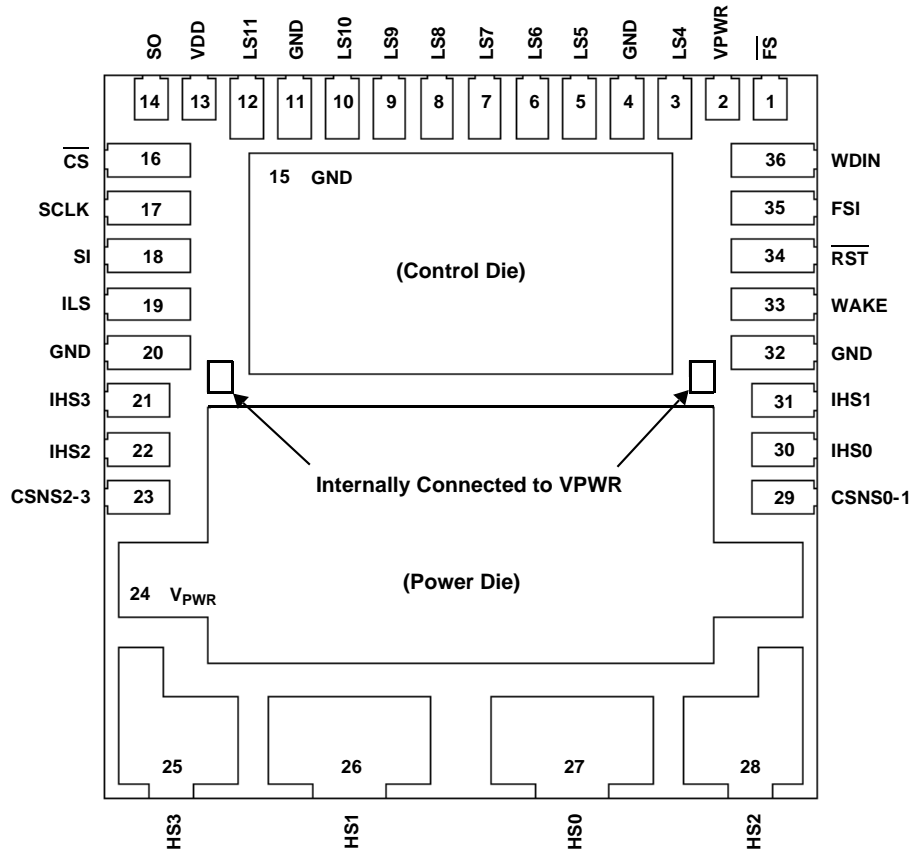 SO VDD LS11 GND LS10 LS9 LS8 LS7 LS6 LS5 GND LS4 VPWR F̅S̅
14 13 12 11 10 9 8 7 6 5 4 3 2 1
C̅S̅ 16 15 GND 36 WDIN
SCLK 17 35 FSI
SI 18 (Control Die) 34 R̅S̅T̅
ILS 19 33 WAKE
GND 20 32 GND
IHS3 21 31 IHS1
IHS2 22 30 IHS0
Internally Connected to VPWR
CSNS2-3 23 29 CSNS0-1
(Power Die)
24 VPWR
25 26 27 28
HS3 HS1 HS0 HS2